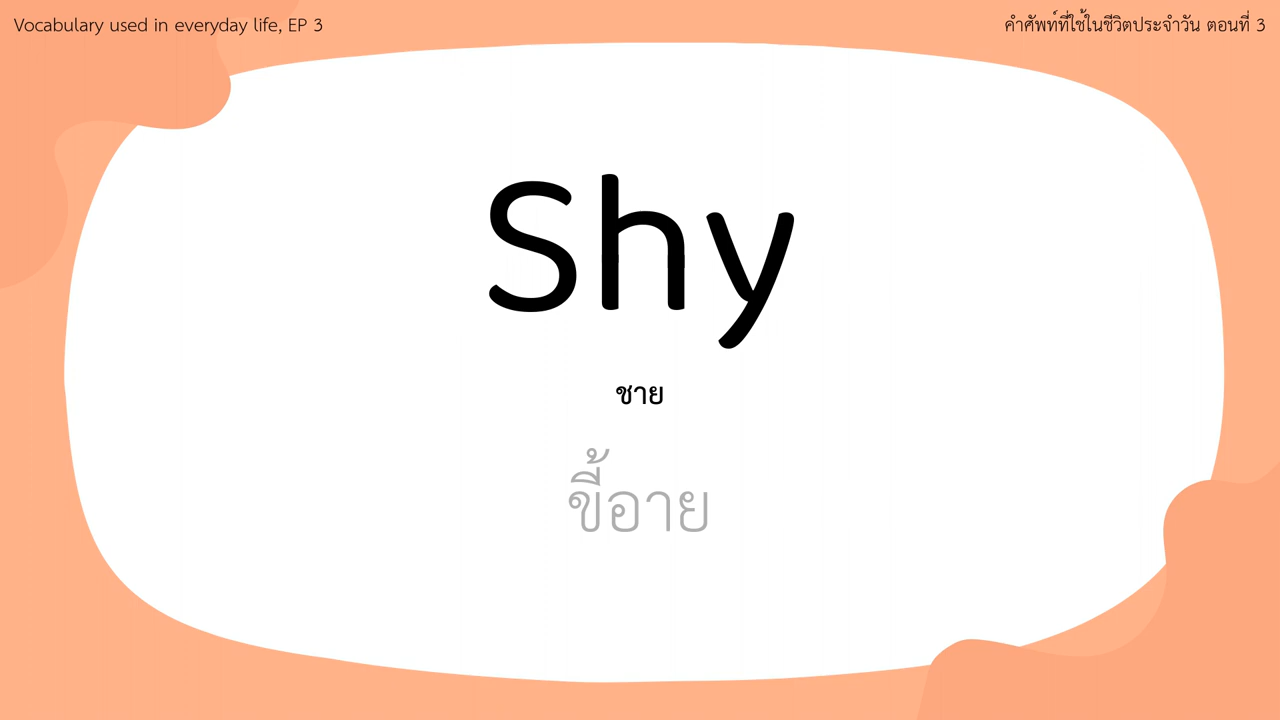 Vocabulary used in everyday life, EP 3
คำศัพท์ที่ใช้ในชีวิตประจำวัน ตอนที่ 3
Shy
ชาย
ขี้อาย